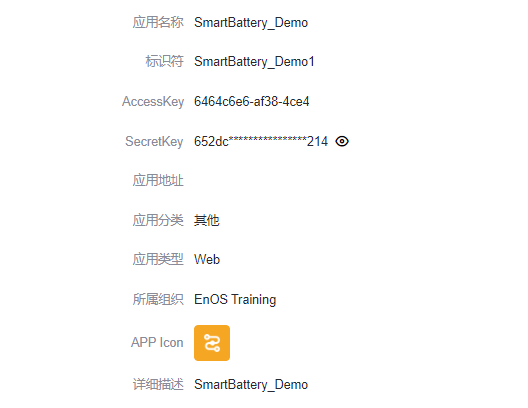 应用名称 SmartBattery_Demo
标识符 SmartBattery_Demo1
AccessKey 6464c6e6-af38-4ce4
SecretKey 652dc****************214
应用地址
应用分类 其他
应用类型 Web
所属组织 EnOS Training
APP Icon
详细描述 SmartBattery_Demo